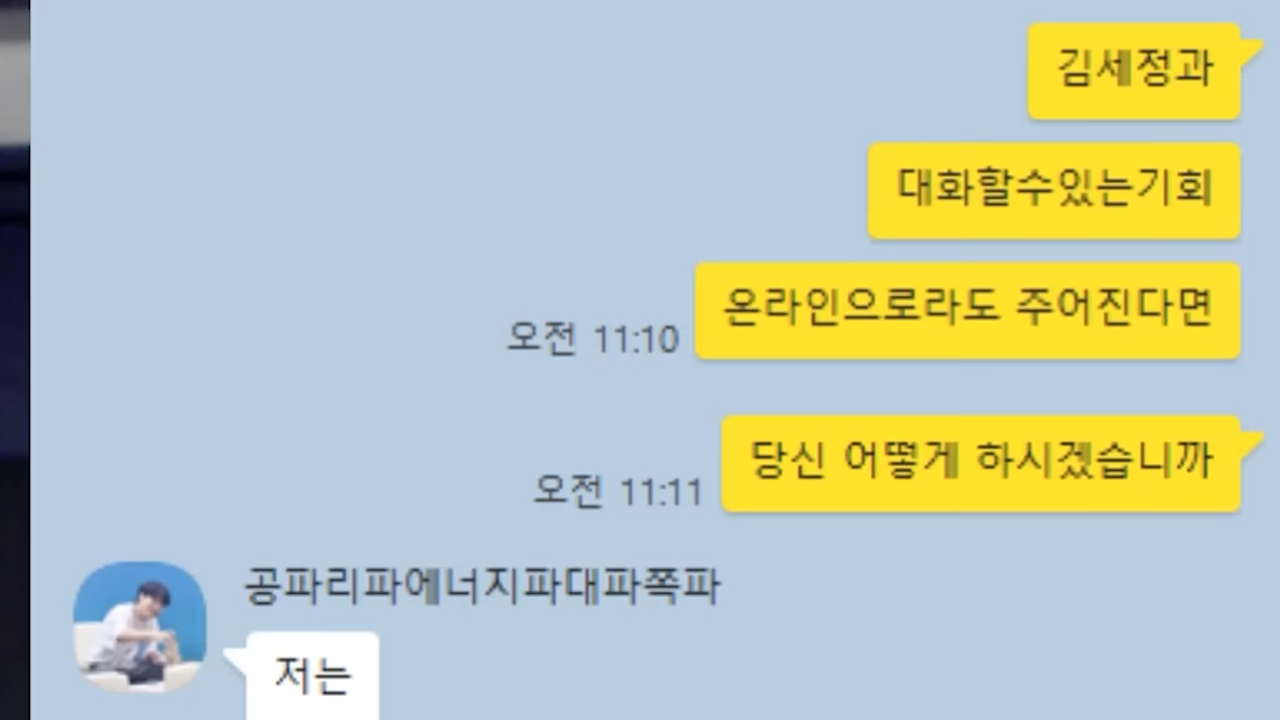 김세정과
대화할수있는기회
온라인으로라도 주어진다면
오전 11:10
당신 어떻게 하시겠습니까
오전 11:11
공파리파에너지파대파쪽파
저는